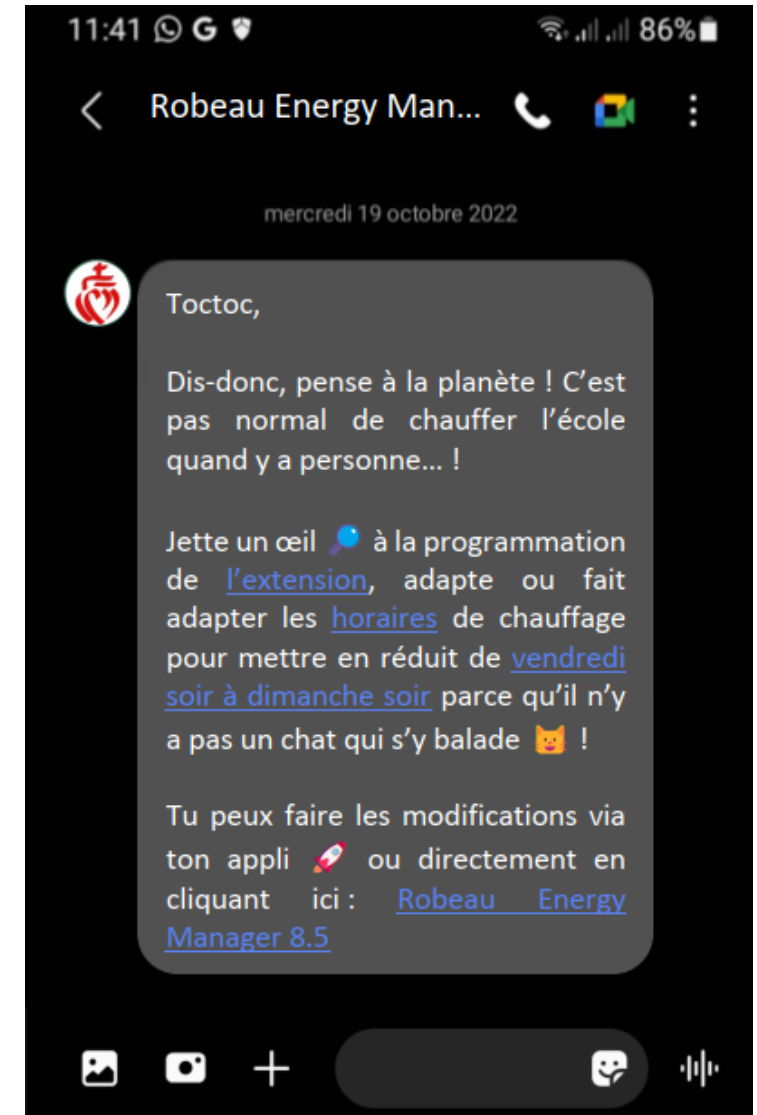 11:41 G 86%
Robeau Energy Man...
mercredi 19 octobre 2022
Toctoc,
Dis-donc, pense à la planète ! C’est
pas normal de chauffer l’école
quand y a personne… !
Jette un œil 🔎 à la programmation
de l’extension, adapte ou fait
adapter les horaires de chauffage
pour mettre en réduit de vendredi
soir à dimanche soir parce qu’il n’y
a pas un chat qui s’y balade 😺 !
Tu peux faire les modifications via
ton appli 🚀 ou directement en
cliquant ici : Robeau Energy
Manager 8.5